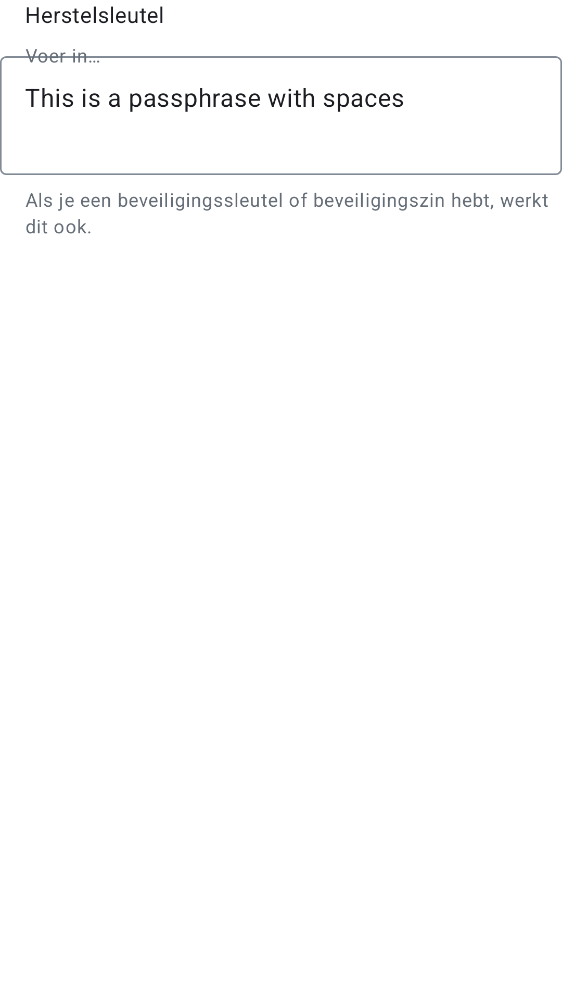 Herstelsleutel
Voer in…
This is a passphrase with spaces
Als je een beveiligingssleutel of beveiligingszin hebt, werkt
dit ook.